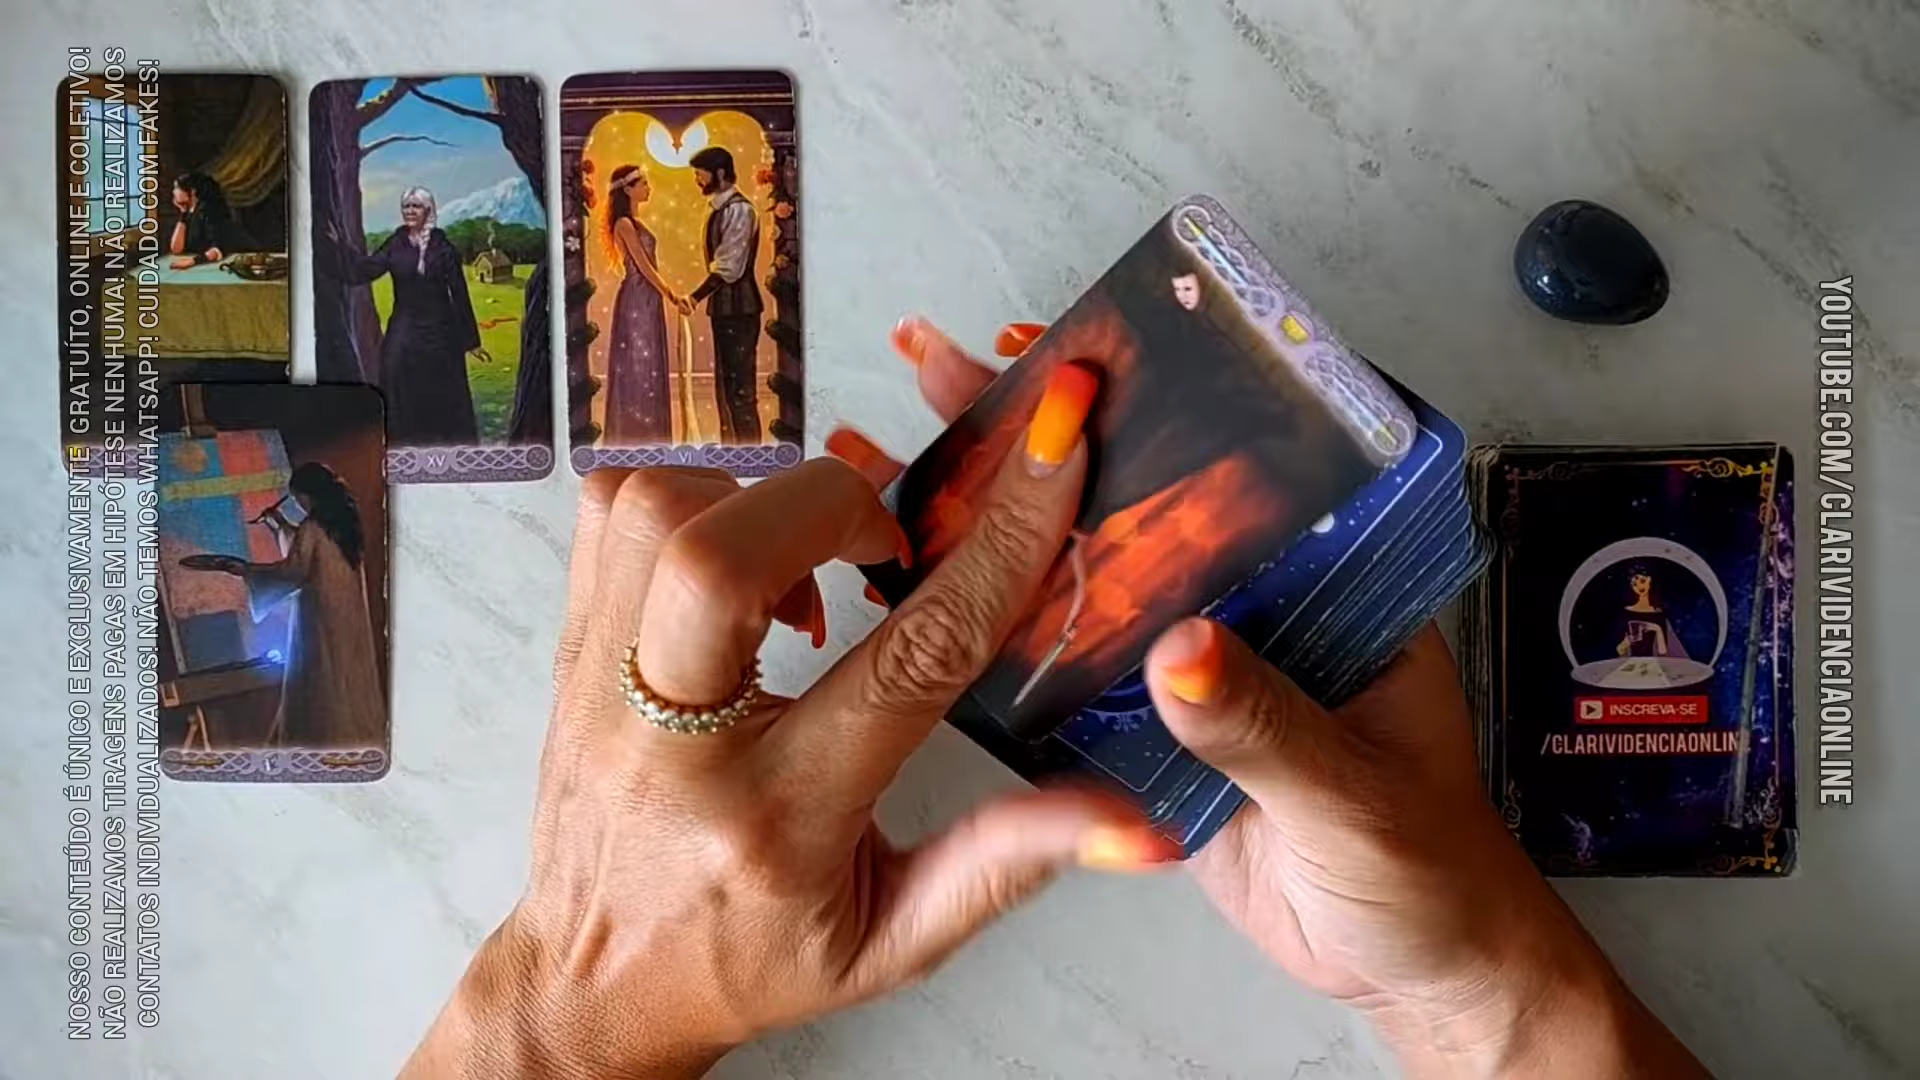 NOSSO CONTEÚDO É ÚNICO E EXCLUSIVAMENTE GRATUÍTO, ONLINE E COLETIVO!
NÃO REALIZAMOS TIRAGENS PAGAS EM HIPÓTESE NENHUMA! NÃO REALIZAMOS
CONTATOS INDIVIDUALIZADOS! NÃO TEMOS WHATSAPP! CUIDADO COM FAKES!
XV
VI
INSCREVA-SE
/CLARIVIDENCIAONLIN
YOUTUBE.COM/CLARIVIDENCIAONLINE